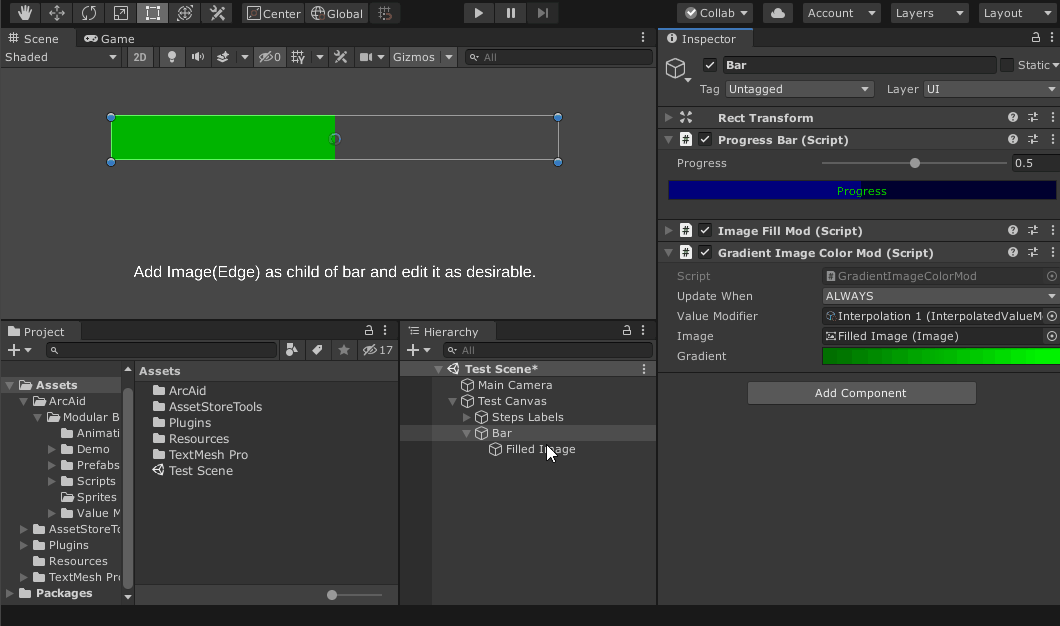 Center Global Collab Account Layers Layout
Scene Game
Shaded 2D 0 Gizmos All
Add Image(Edge) as child of bar and edit it as desirable.
Project
17
Assets
ArcAid
Modular B
Animati
Demo
Prefabs
Scripts
Sprites
Value M
AssetStoreTo
Plugins
Resources
TextMesh Pro
Packages
Assets
ArcAid
AssetStoreTools
Plugins
Resources
TextMesh Pro
Test Scene
Hierarchy
All
Test Scene*
Main Camera
Test Canvas
Steps Labels
Bar
Filled Image
Inspector
Bar Static
Tag Untagged Layer UI
Rect Transform
Progress Bar (Script)
Progress 0.5
Progress
Image Fill Mod (Script)
Gradient Image Color Mod (Script)
Script GradientImageColorMod
Update When ALWAYS
Value Modifier Interpolation 1 (InterpolatedValueM
Image Filled Image (Image)
Gradient
Add Component